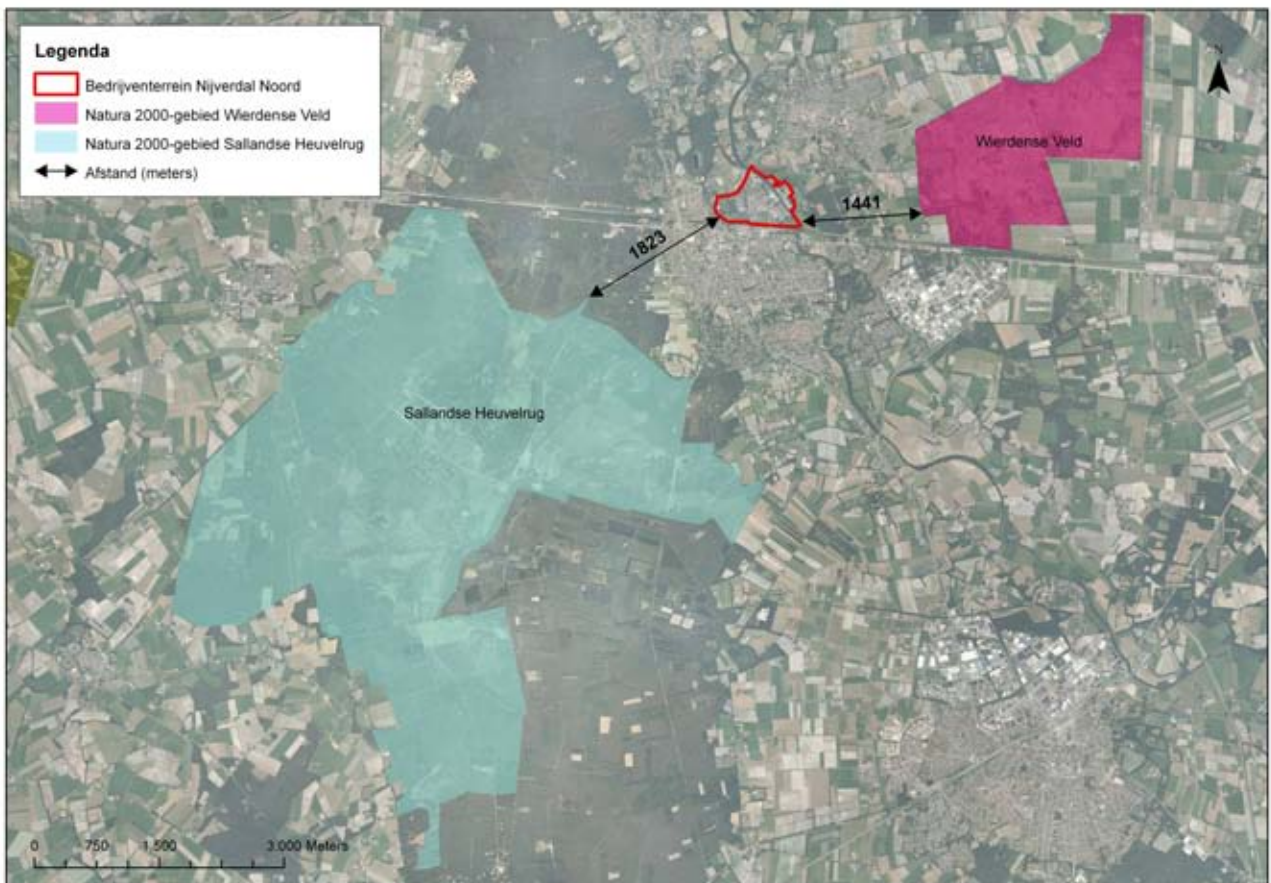 Legenda
Bedrijventerrein Nijverdal Noord
Natura 2000-gebied Wierdense Veld
Natura 2000-gebied Sallandse Heuvelrug
Afstand (meters)
N
Wierdense Veld
1441
1823
Sallandse Heuvelrug
0 750 1.500 3.000 Meters